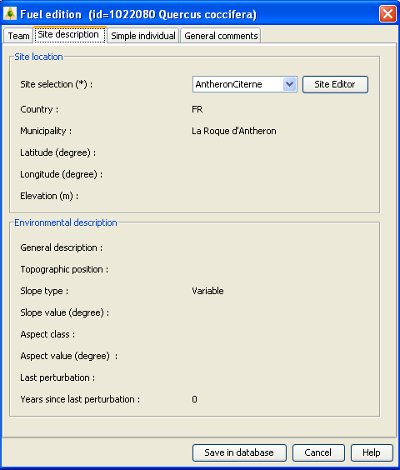 Fuel edition (id=1022080 Quercus coccifera)
Team Site description Simple individual General comments
Site location
Site selection (*) : AntheronCiterne Site Editor
Country : FR
Municipality : La Roque d'Antheron
Latitude (degree) :
Longitude (degree) :
Elevation (m) :
Environmental description
General description :
Topographic position :
Slope type : Variable
Slope value (degree) :
Aspect class :
Aspect value (degree) :
Last perturbation :
Years since last perturbation : 0
Save in database Cancel Help